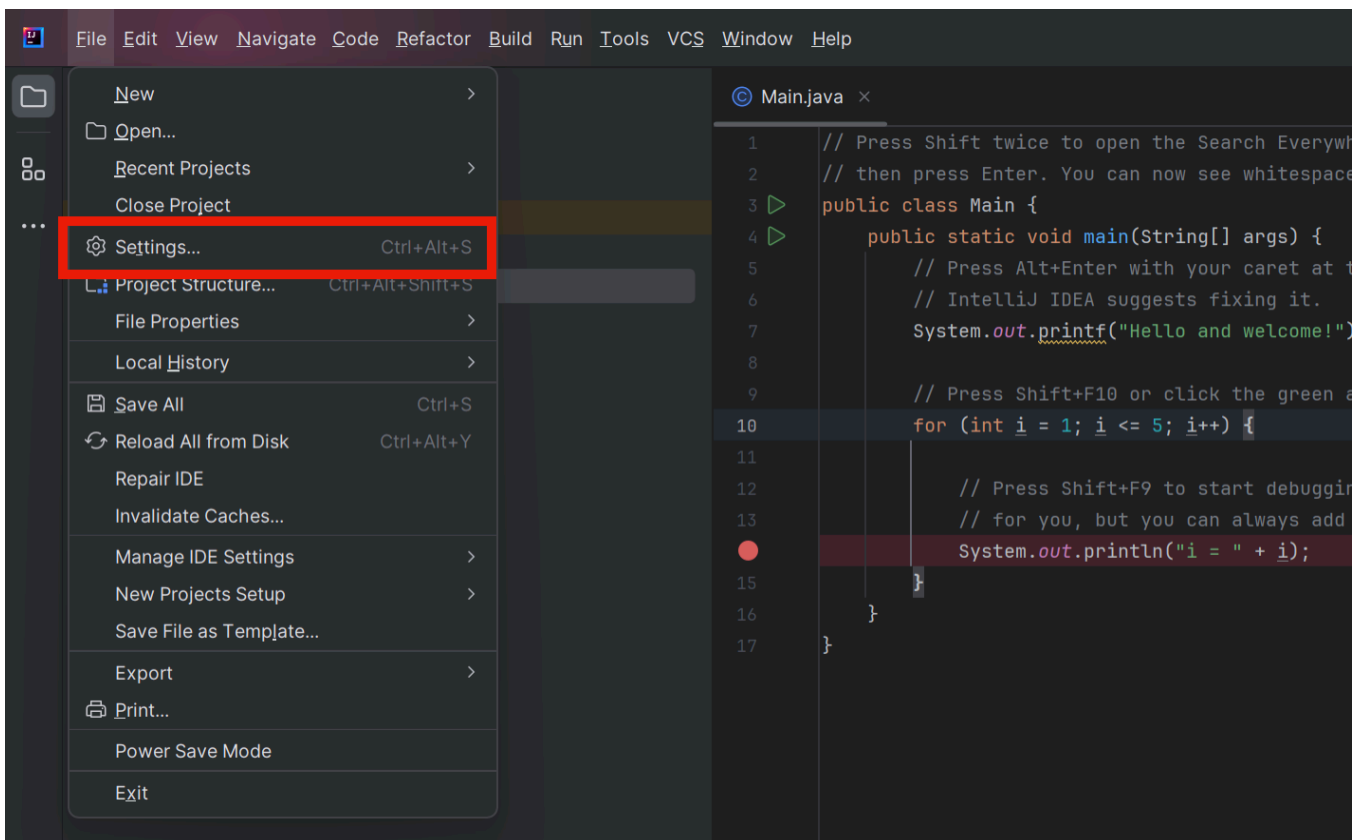 File Edit View Navigate Code Refactor Build Run Tools VCS Window Help
New
Open...
Recent Projects
Close Project
Settings... Ctrl+Alt+S
Project Structure... Ctrl+Alt+Shift+S
File Properties
Local History
Save All Ctrl+S
Reload All from Disk Ctrl+Alt+Y
Repair IDE
Invalidate Caches...
Manage IDE Settings
New Projects Setup
Save File as Template...
Export
Print...
Power Save Mode
Exit
Main.java
1 // Press Shift twice to open the Search Everywh
2 // then press Enter. You can now see whitespace
3 public class Main {
4 public static void main(String[] args) {
5 // Press Alt+Enter with your caret at t
6 // IntelliJ IDEA suggests fixing it.
7 System.out.printf("Hello and welcome!")
8
9 // Press Shift+F10 or click the green a
10 for (int i = 1; i <= 5; i++) {
11
12 // Press Shift+F9 to start debuggin
13 // for you, but you can always add
System.out.println("i = " + i);
15 }
16 }
17 }